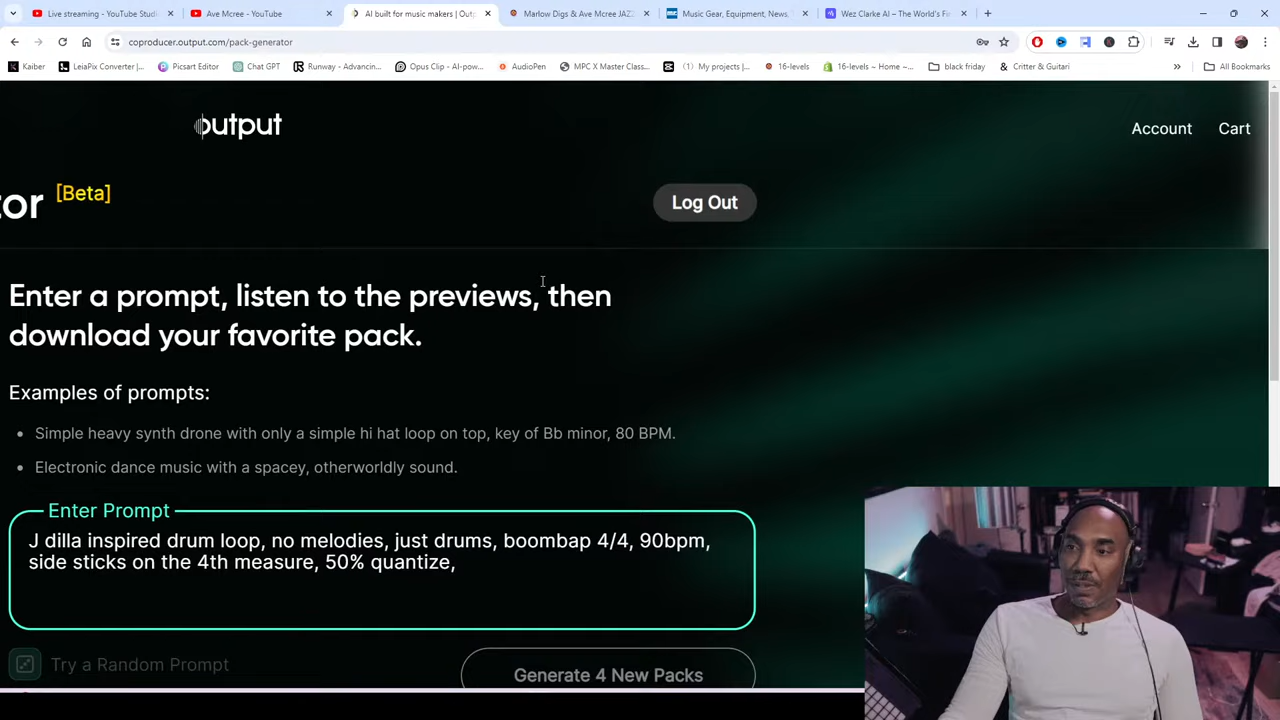 Live streaming - YouTube Studi
Ave Mcree - YouTube
AI built for music makers | Outp
Marlow Digs & Ave Mcree JAZZ
Music Gear, Equipment, News,
Wez Clarke AI – The World's Fi
coproducer.output.com/pack-generator
Kaiber
LeiaPix Converter |...
Picsart Editor
Chat GPT
Runway - Advancin...
Opus Clip - AI-pow...
AudioPen
MPC X Master Class...
(1) My projects |...
16-levels
16-levels ~ Home ~...
black friday
Critter & Guitari
All Bookmarks
output
Account
Cart
tor [Beta]
Log Out
Enter a prompt, listen to the previews, then
download your favorite pack.
Examples of prompts:
Simple heavy synth drone with only a simple hi hat loop on top, key of Bb minor, 80 BPM.
Electronic dance music with a spacey, otherworldly sound.
Enter Prompt
J dilla inspired drum loop, no melodies, just drums, boombap 4/4, 90bpm,
side sticks on the 4th measure, 50% quantize,
Try a Random Prompt
Generate 4 New Packs